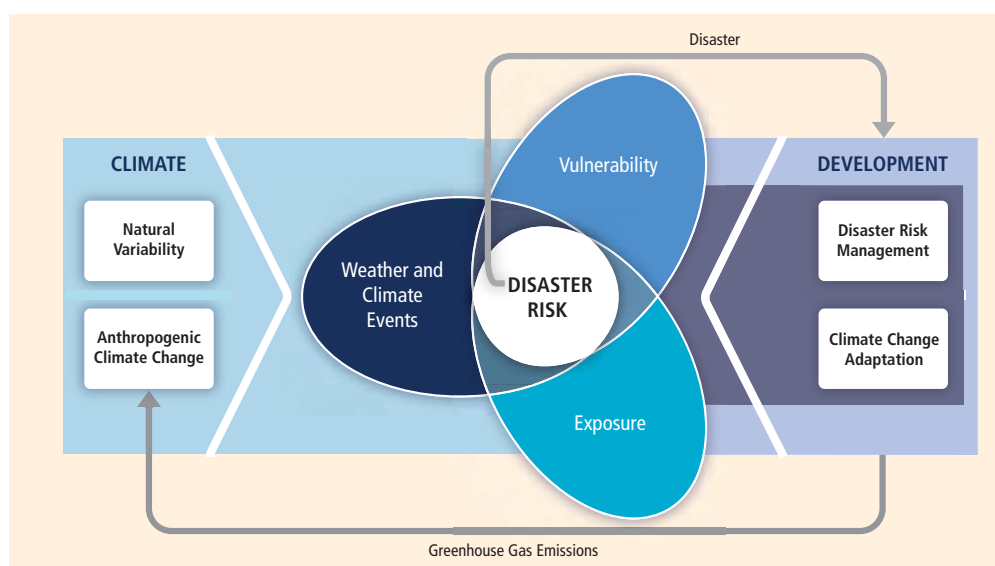 Disaster
CLIMATE
Natural
Variability
Anthropogenic
Climate Change
Vulnerability
Weather and
Climate
Events
DISASTER
RISK
Exposure
DEVELOPMENT
Disaster Risk
Management
Climate Change
Adaptation
Greenhouse Gas Emissions